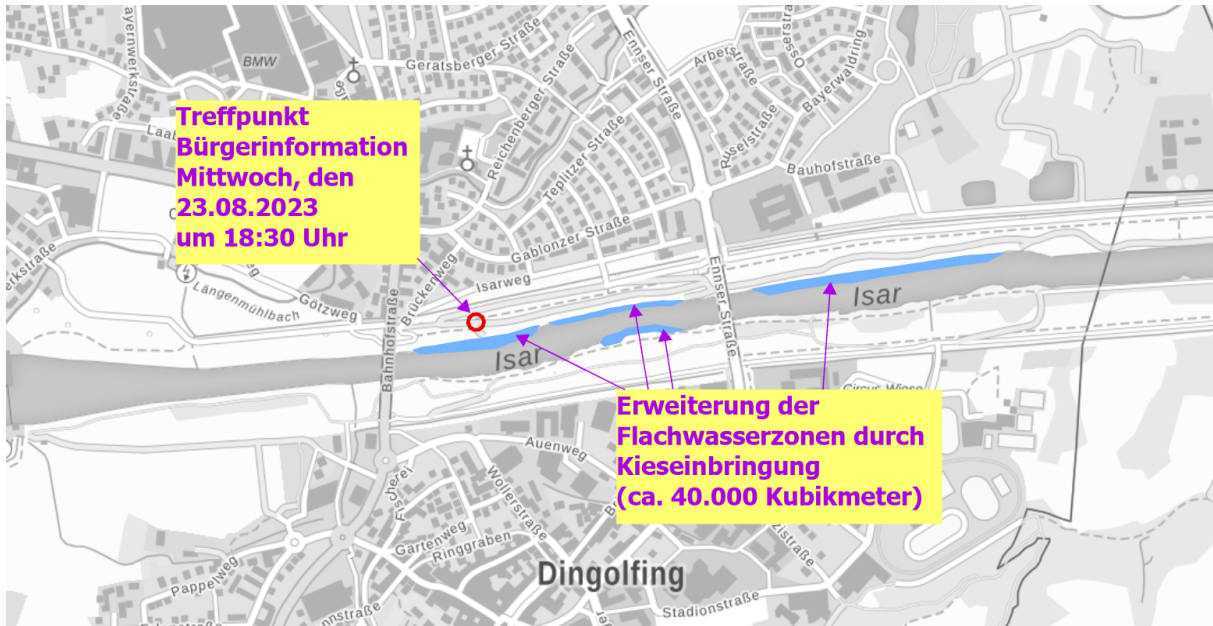 BMW
Geratsberger Straße
Ennser Straße
Bayerwaldring
Treffpunkt
Bürgerinformation
Mittwoch, den
23.08.2023
um 18:30 Uhr
Reichenberger Straße
Teplitzer Straße
Ruselstraße
Bauhofstraße
Gablonzer Straße
Isarweg
Brückenweg
Götzweg
Längenmühlbach
Bahnhofstraße
Ennser Straße
Isar
Isar
Erweiterung der
Flachwasserzonen durch
Kieseinbringung
(ca. 40.000 Kubikmeter)
Circus-Wiese
Auenweg
Wollerstraße
Fischerei
Gartenweg
Ringgraben
Dingolfing
Pappelweg
Stadionstraße